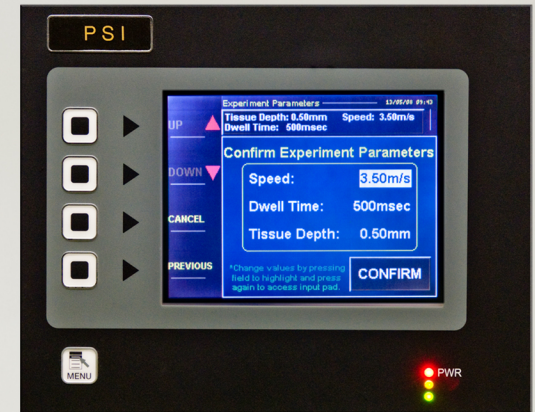 PSI
Experiment Parameters 13/05/04 09:43
Tissue Depth: 0.50mm Speed: 3.50m/s
Dwell Time: 500msec
UP
Confirm Experiment Parameters
DOWN
Speed: 3.50m/s
Dwell Time: 500msec
CANCEL
Tissue Depth: 0.50mm
PREVIOUS
*Change values by pressing
field to highlight and press
again to access input pad.
CONFIRM
MENU
PWR